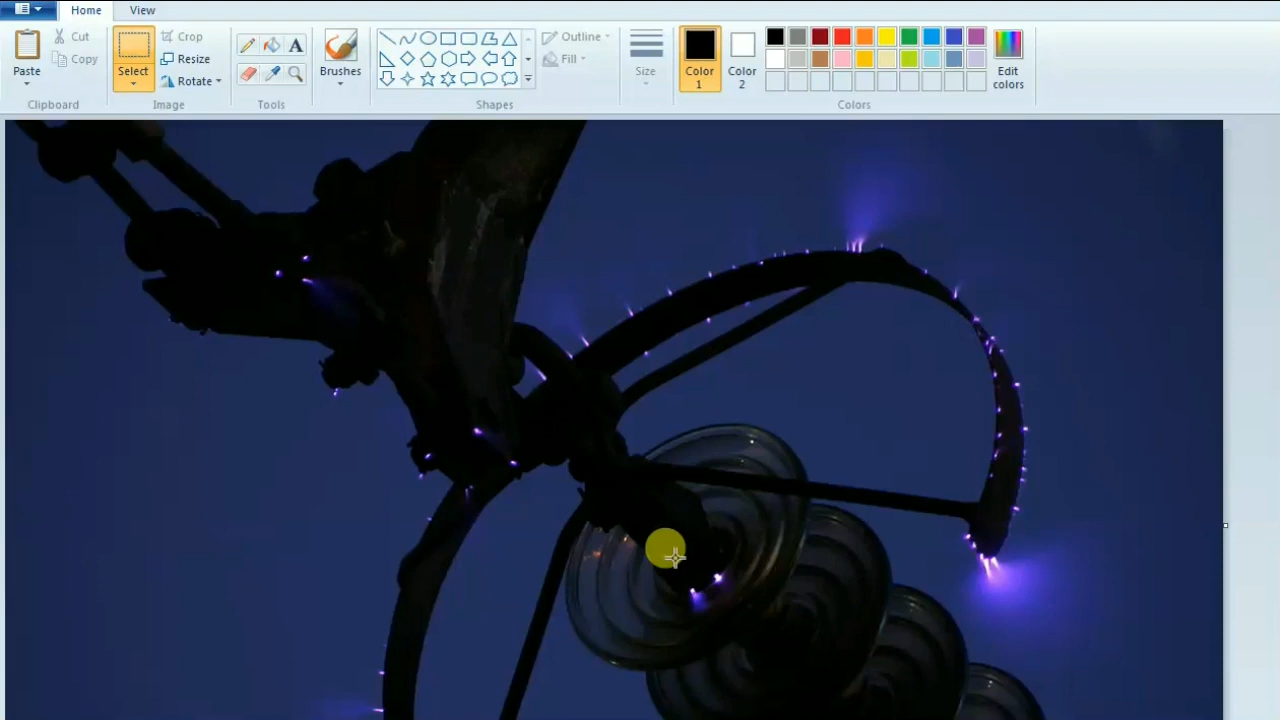 Home View
Paste
Cut
Copy
Clipboard
Select
Crop
Resize
Rotate
Image
A
Tools
Brushes
Outline
Fill
Shapes
Size
Color
1
Color
2
Edit
colors
Colors